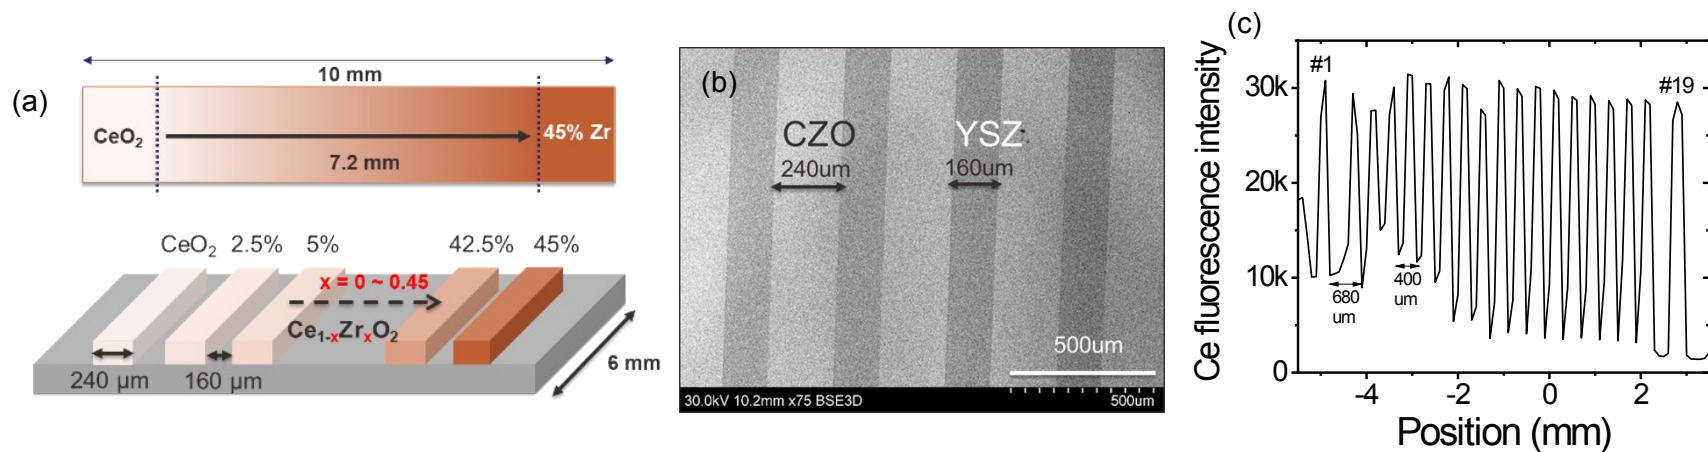 (a)
10 mm
CeO2
45% Zr
7.2 mm
CeO2 2.5% 5% 42.5% 45%
x = 0 ~ 0.45
Ce1-xZrxO2
240 µm 160 µm
6 mm
(b)
CZO YSZ
240um 160um
500um
30.0kV 10.2mm x75 BSE3D 500um
(c)
Ce fluorescence intensity
30k
20k
10k
0
#1 #19
680
um
400
um
-4 -2 0 2
Position (mm)